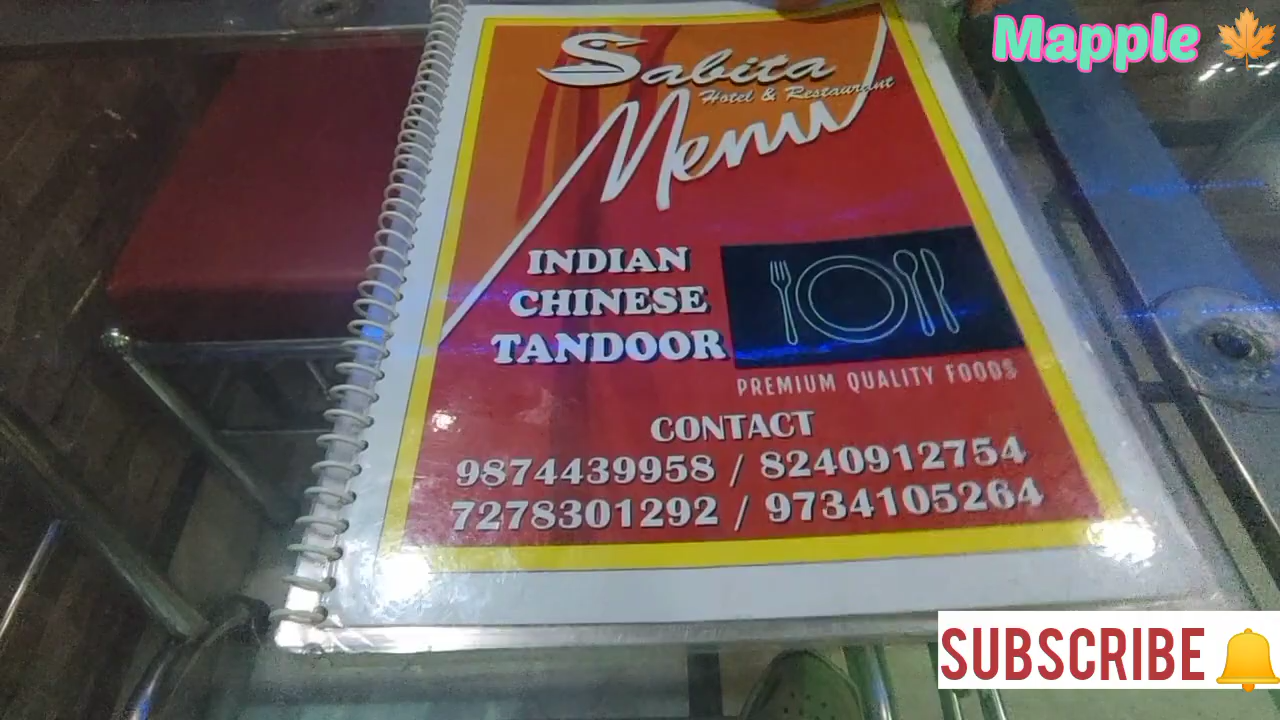 Mapple 🍁
Sabita
Hotel & Restaurant
Menu
INDIAN
CHINESE
TANDOOR
PREMIUM QUALITY FOODS
CONTACT
9874439958 / 8240912754
7278301292 / 9734105264
SUBSCRIBE 🔔